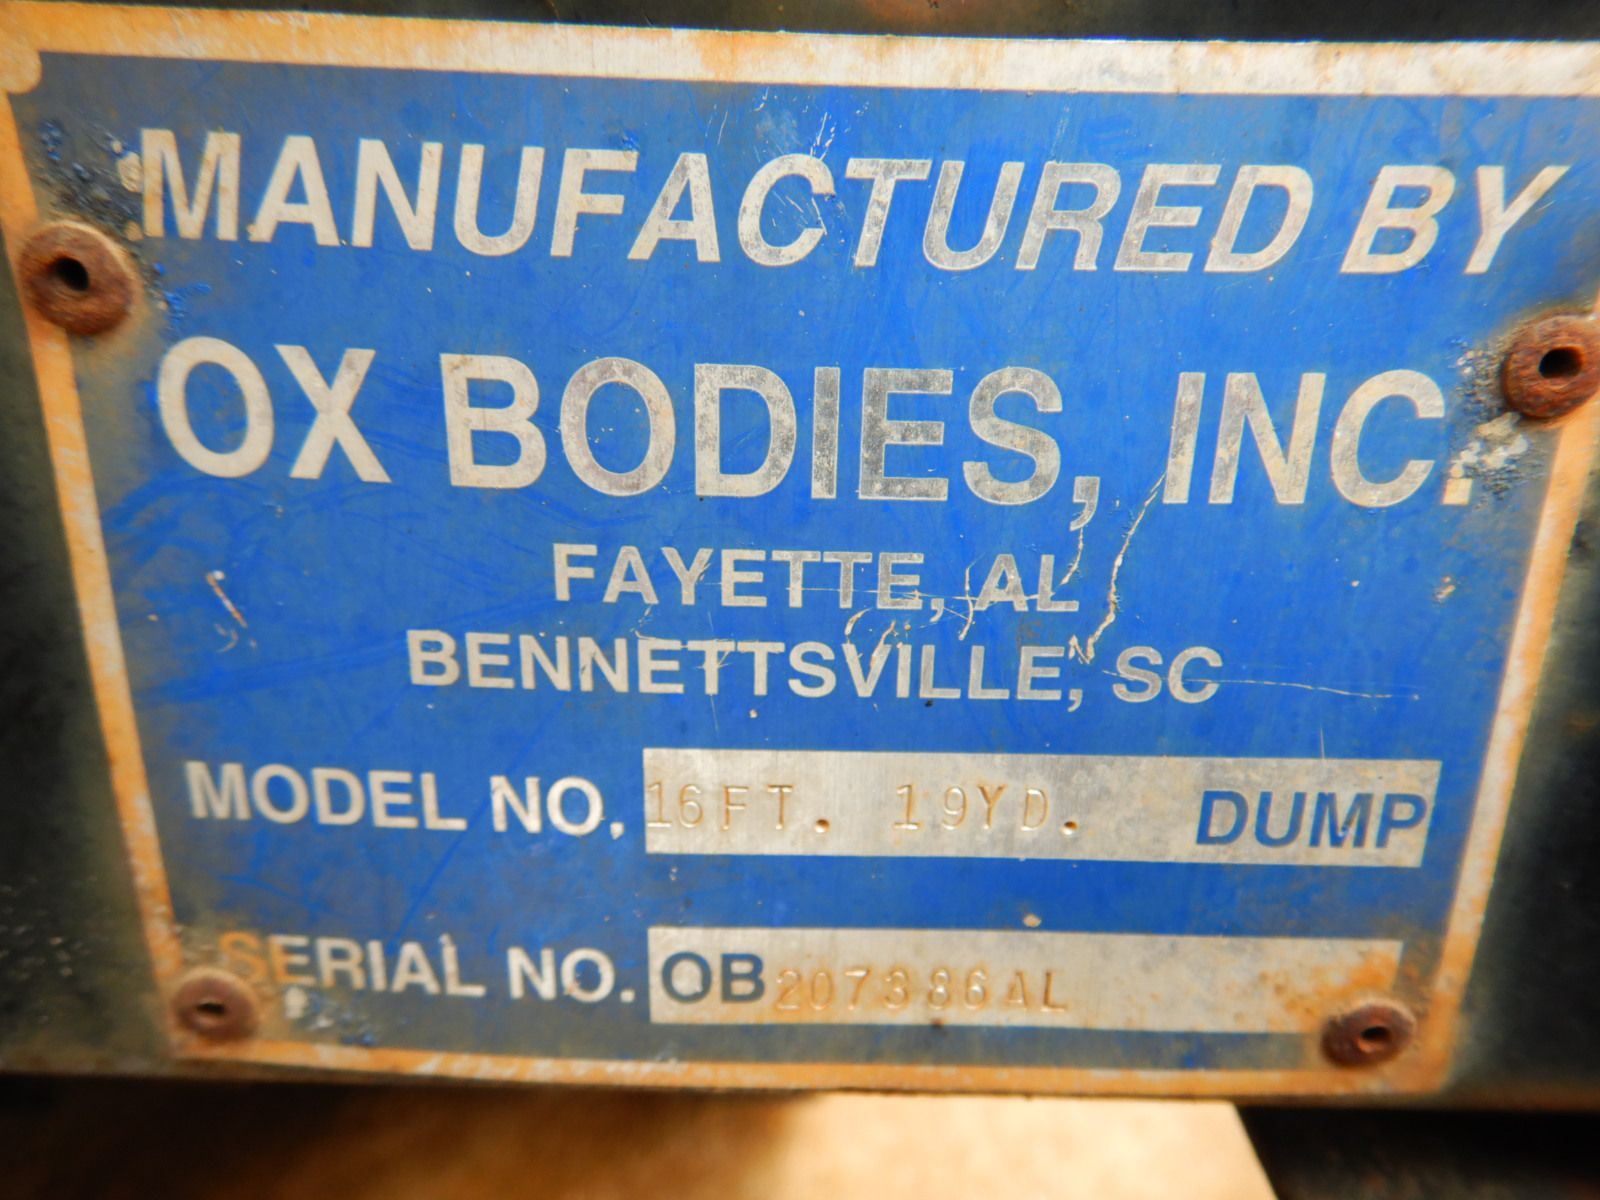 MANUFACTURED BY
OX BODIES, INC.
FAYETTE, AL
BENNETTSVILLE, SC
MODEL NO. 16FT. 19YD. DUMP
SERIAL NO. OB207386AL